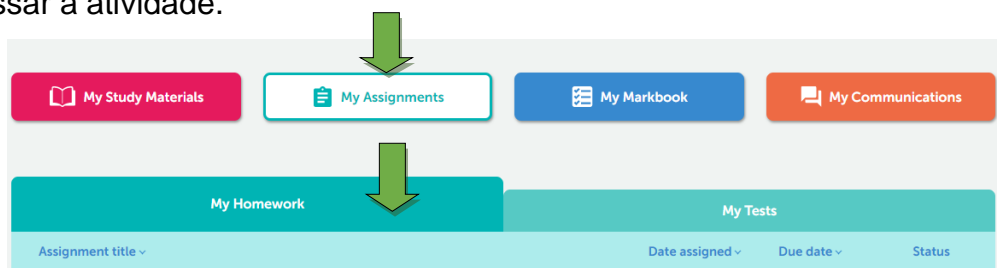 ssar a atividade.
My Study Materials My Assignments My Markbook My Communications
My Homework My Tests
Assignment title Date assigned Due date Status